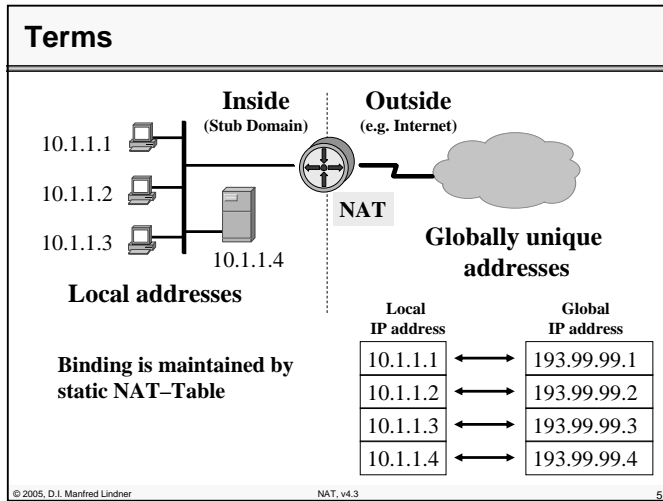 Terms
Inside
(Stub Domain)
Outside
(e.g. Internet)
10.1.1.1
10.1.1.2
10.1.1.3
10.1.1.4
NAT
Local addresses
Globally unique
addresses
Binding is maintained by
static NAT–Table
Local
IP address
Global
IP address
10.1.1.1 193.99.99.1
10.1.1.2 193.99.99.2
10.1.1.3 193.99.99.3
10.1.1.4 193.99.99.4
© 2005, D.I. Manfred Lindner NAT, v4.3 5